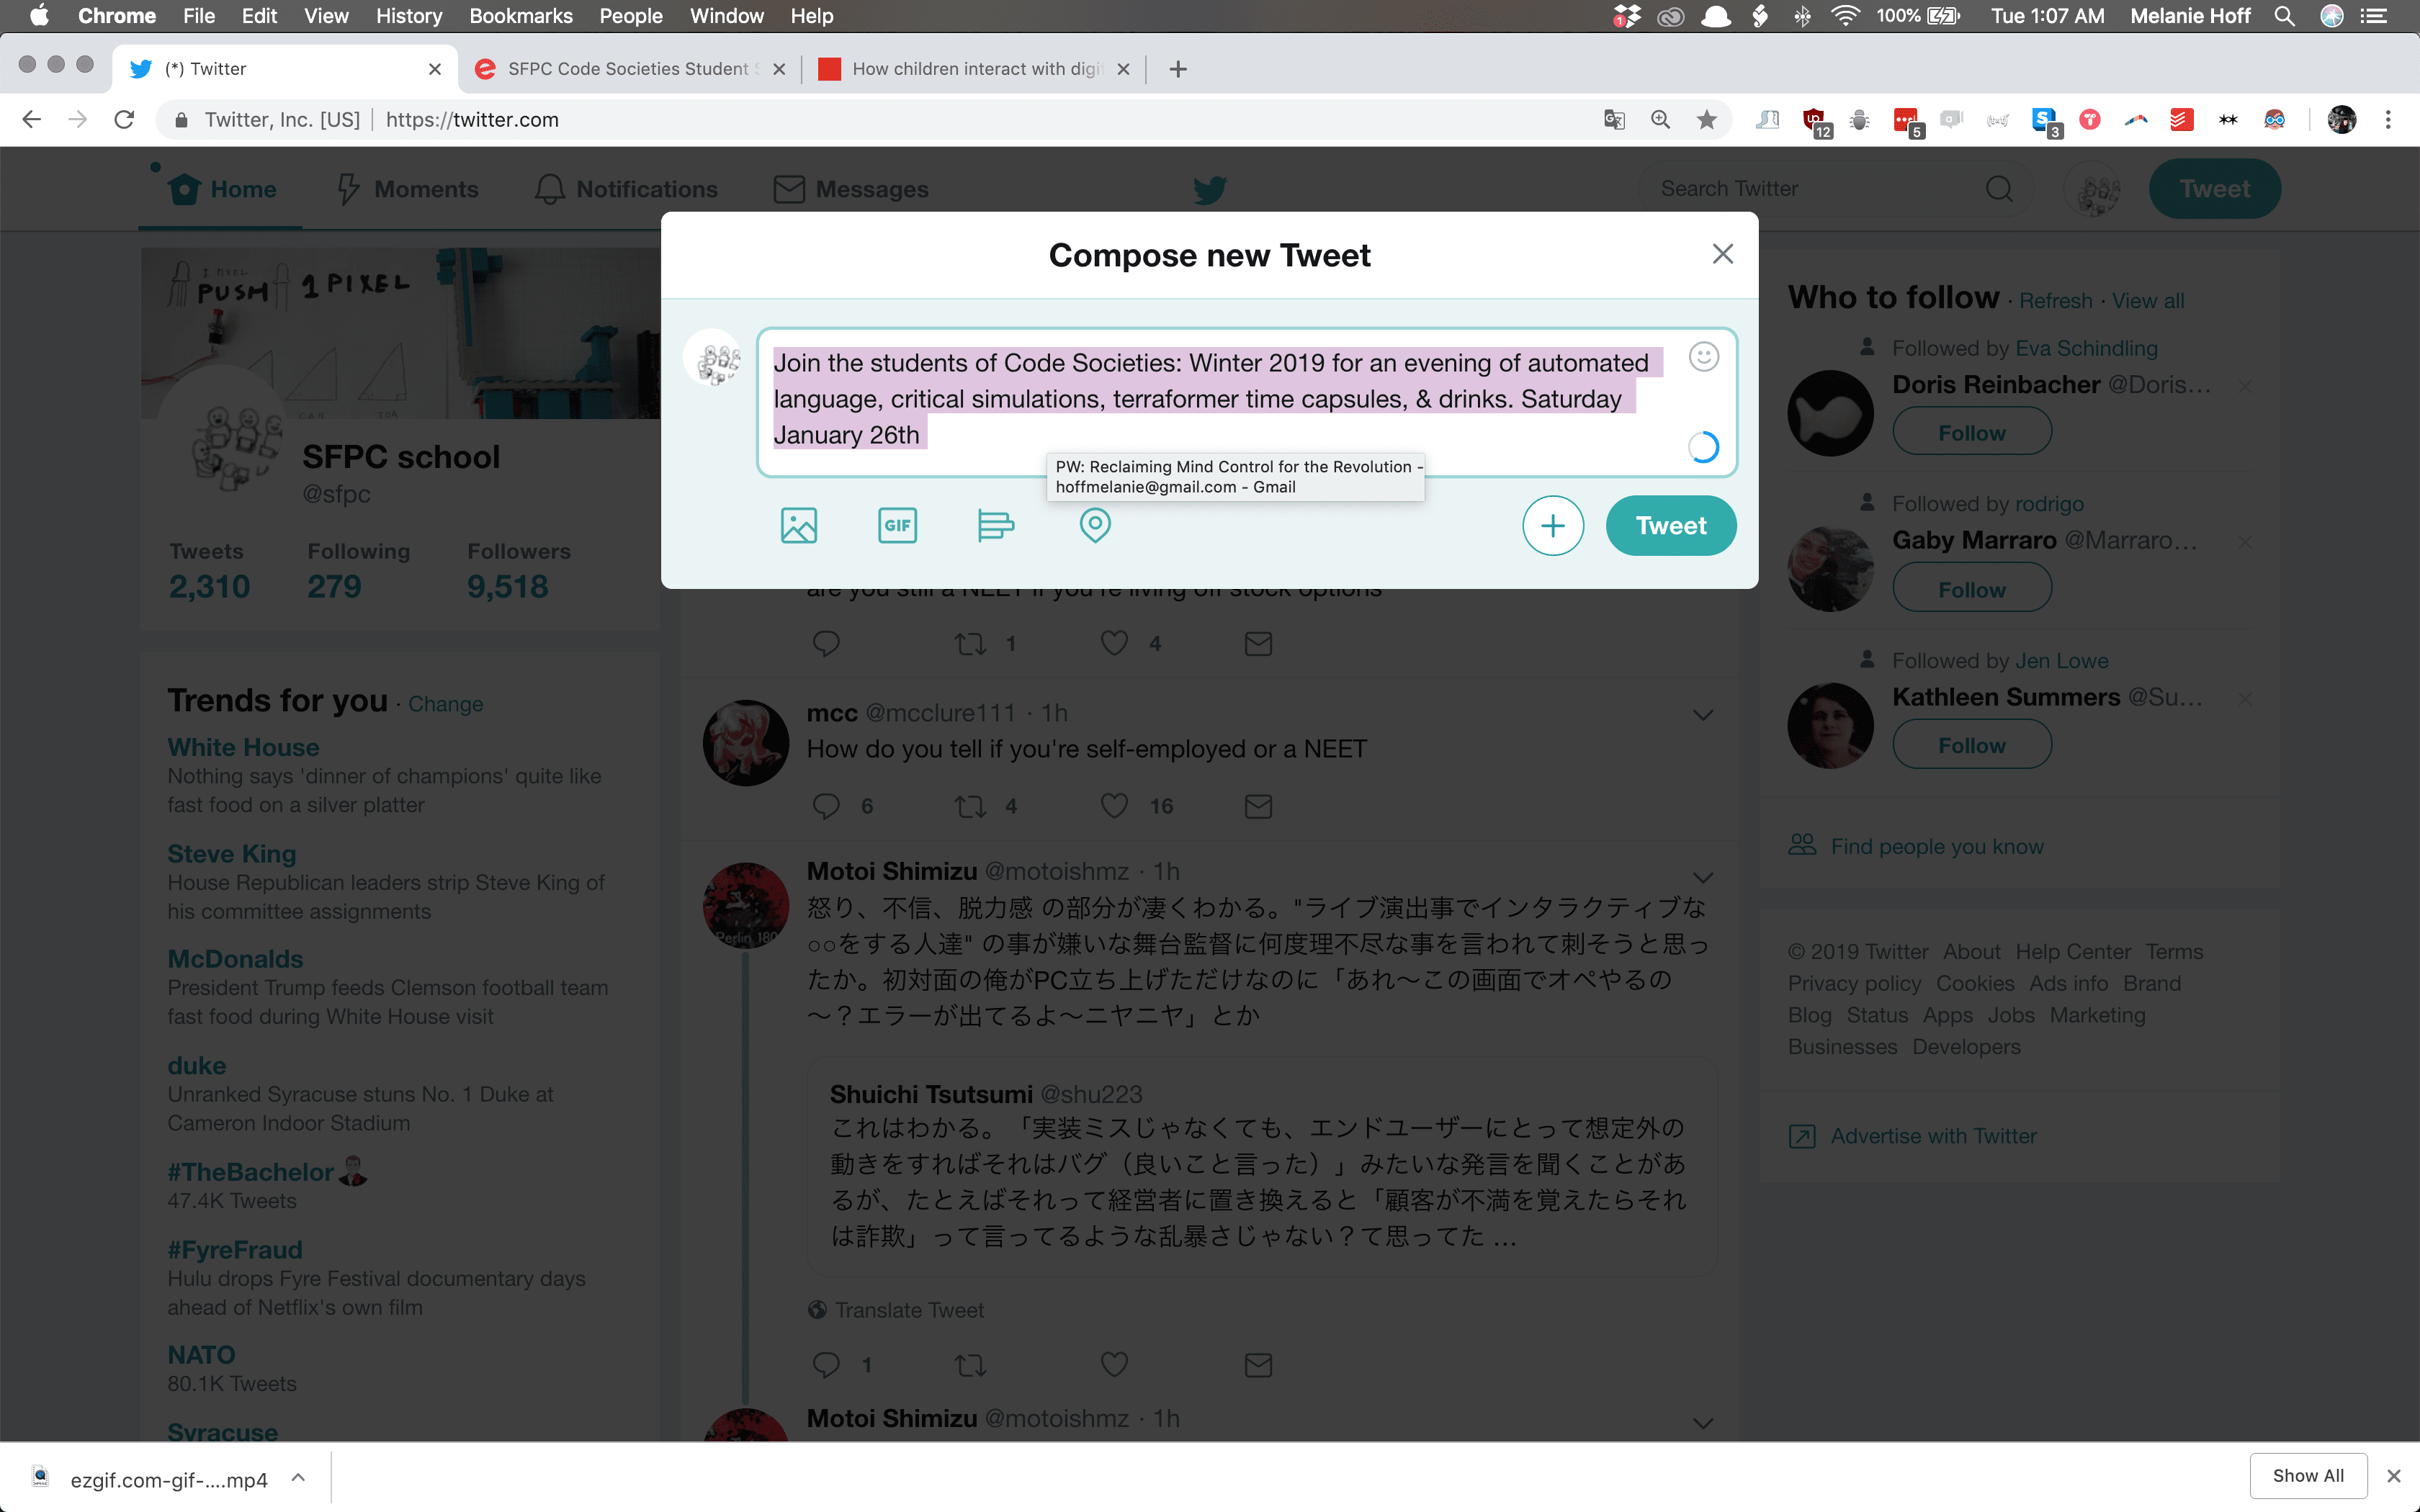 Chrome File Edit View History Bookmarks People Window Help
1 100% Tue 1:07 AM Melanie Hoff
(*) Twitter
SFPC Code Societies Student S
How children interact with digi
Twitter, Inc. [US] https://twitter.com
12 5 S 3
Home Moments Notifications Messages
Search Twitter
Tweet
PUSH 1 PIXEL
SFPC school
@sfpc
Tweets Following Followers
2,310 279 9,518
Trends for you · Change
White House
Nothing says 'dinner of champions' quite like
fast food on a silver platter
Steve King
House Republican leaders strip Steve King of
his committee assignments
McDonalds
President Trump feeds Clemson football team
fast food during White House visit
duke
Unranked Syracuse stuns No. 1 Duke at
Cameron Indoor Stadium
#TheBachelor
47.4K Tweets
#FyreFraud
Hulu drops Fyre Festival documentary days
ahead of Netflix's own film
NATO
80.1K Tweets
Syracuse
Compose new Tweet
Join the students of Code Societies: Winter 2019 for an evening of automated
language, critical simulations, terraformer time capsules, & drinks. Saturday
January 26th
PW: Reclaiming Mind Control for the Revolution -
hoffmelanie@gmail.com - Gmail
GIF
Tweet
are you still a NEET if you're living off stock options
1 4
mcc @mcclure111 · 1h
How do you tell if you're self-employed or a NEET
6 4 16
Perlin 180
Motoi Shimizu @motoishmz · 1h
怒り、不信、脱力感 の部分が凄くわかる。"ライブ演出事でインタラクティブな
○○をする人達" の事が嫌いな舞台監督に何度理不尽な事を言われて刺そうと思っ
たか。初対面の俺がPC立ち上げただけなのに「あれ〜この画面でオペやるの
〜？エラーが出てるよ〜ニヤニヤ」とか
Shuichi Tsutsumi @shu223
これはわかる。「実装ミスじゃなくても、エンドユーザーにとって想定外の
動きをすればそれはバグ（良いこと言った）」みたいな発言を聞くことがあ
るが、たとえばそれって経営者に置き換えると「顧客が不満を覚えたらそれ
は詐欺」って言ってるような乱暴さじゃない？て思ってた ...
Translate Tweet
1
Motoi Shimizu @motoishmz · 1h
Who to follow · Refresh · View all
Followed by Eva Schindling
Doris Reinbacher @Doris...
Follow
Followed by rodrigo
Gaby Marraro @Marraro...
Follow
Followed by Jen Lowe
Kathleen Summers @Su...
Follow
Find people you know
© 2019 Twitter About Help Center Terms
Privacy policy Cookies Ads info Brand
Blog Status Apps Jobs Marketing
Businesses Developers
Advertise with Twitter
ezgif.com-gif-....mp4
Show All